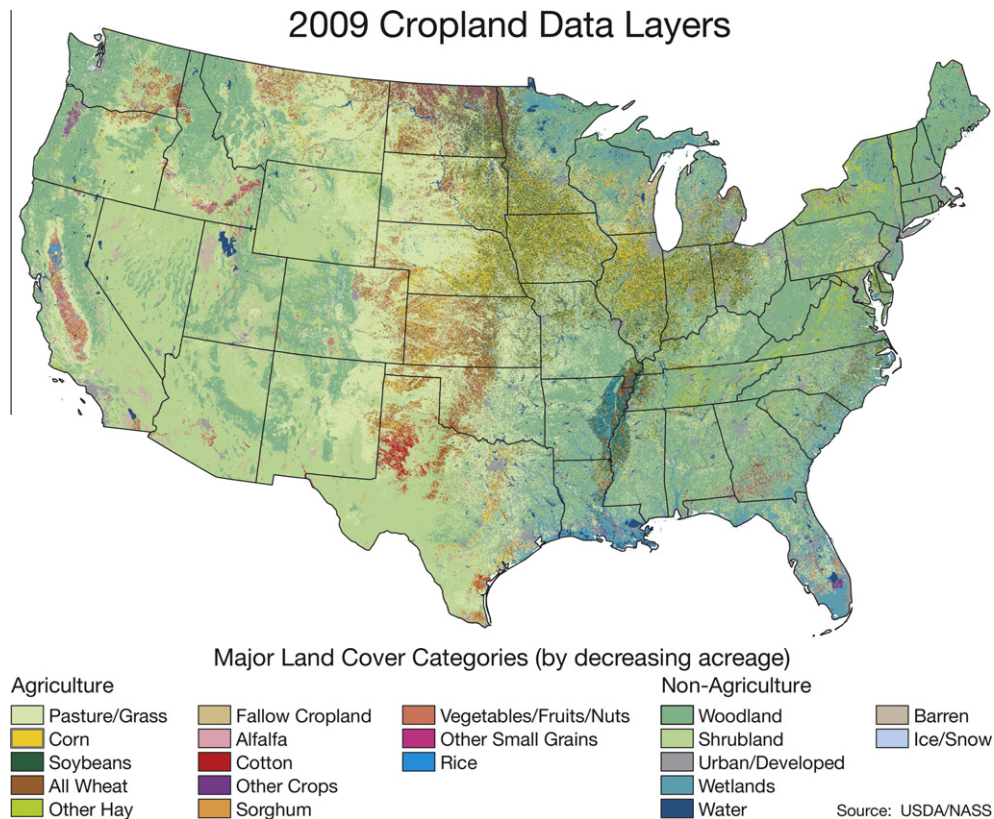 2009 Cropland Data Layers
Major Land Cover Categories (by decreasing acreage)
Agriculture
Pasture/Grass
Corn
Soybeans
All Wheat
Other Hay
Fallow Cropland
Alfalfa
Cotton
Other Crops
Sorghum
Vegetables/Fruits/Nuts
Other Small Grains
Rice
Non-Agriculture
Woodland
Shrubland
Urban/Developed
Wetlands
Water
Barren
Ice/Snow
Source: USDA/NASS